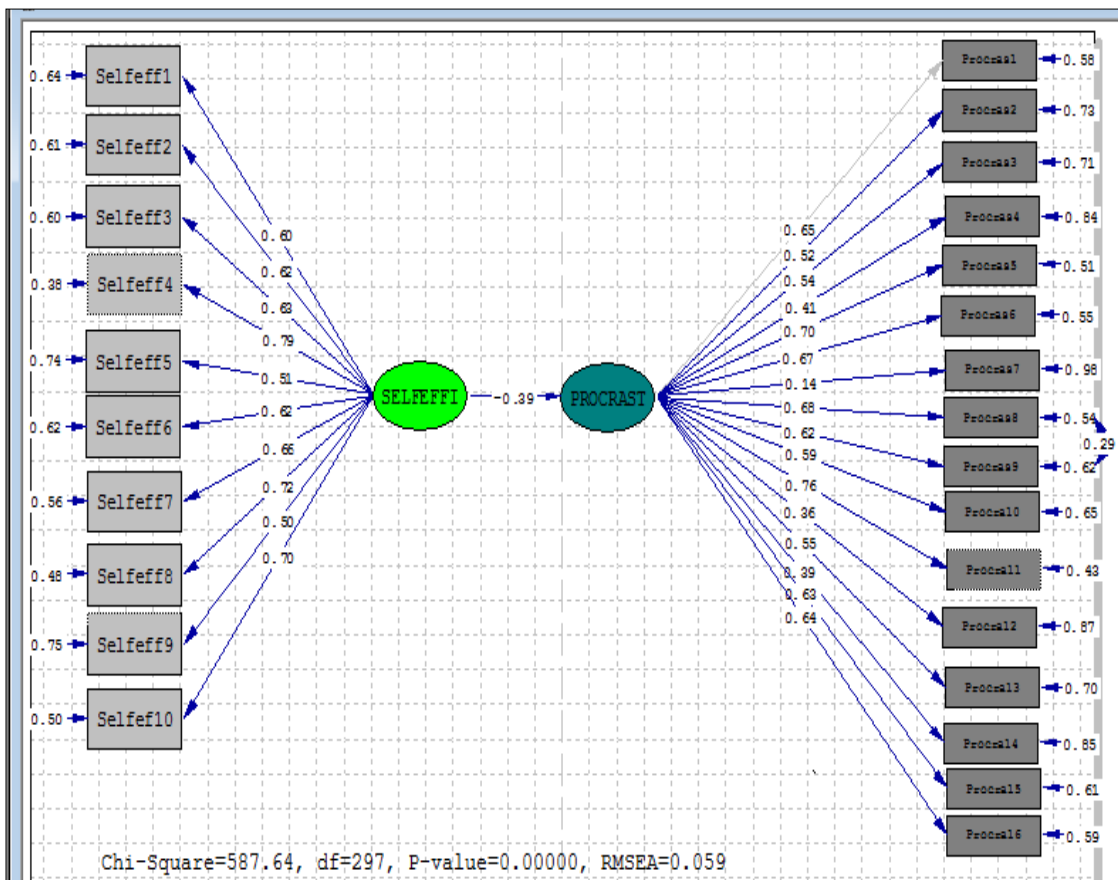 0.64 Selfeff1
0.61 Selfeff2
0.60 Selfeff3
0.38 Selfeff4
0.74 Selfeff5
0.62 Selfeff6
0.56 Selfeff7
0.48 Selfeff8
0.75 Selfeff9
0.50 Selfef10
0.60
0.62
0.63
0.79
0.51
0.62
0.66
0.72
0.50
0.70
SELFEFFI -0.39 PROCRAST
0.65
0.52
0.54
0.41
0.70
0.67
0.14
0.68
0.62
0.59
0.76
0.36
0.55
0.39
0.63
0.64
Procras1 0.58
Procras2 0.73
Procras3 0.71
Procras4 0.84
Procras5 0.51
Procras6 0.55
Procras7 0.98
Procras8 0.54
0.29
Procras9 0.62
Procra10 0.65
Procra11 0.43
Procra12 0.87
Procra13 0.70
Procra14 0.85
Procra15 0.61
Procra16 0.59
Chi-Square=587.64, df=297, P-value=0.00000, RMSEA=0.059